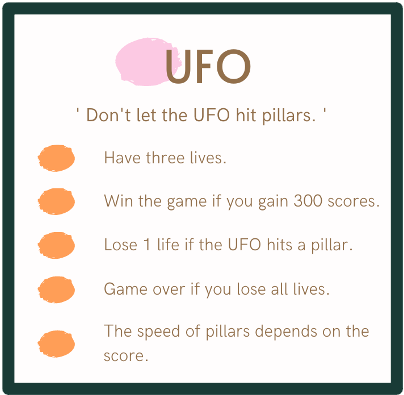 UFO
' Don't let the UFO hit pillars. '
Have three lives.
Win the game if you gain 300 scores.
Lose 1 life if the UFO hits a pillar.
Game over if you lose all lives.
The speed of pillars depends on the
score.